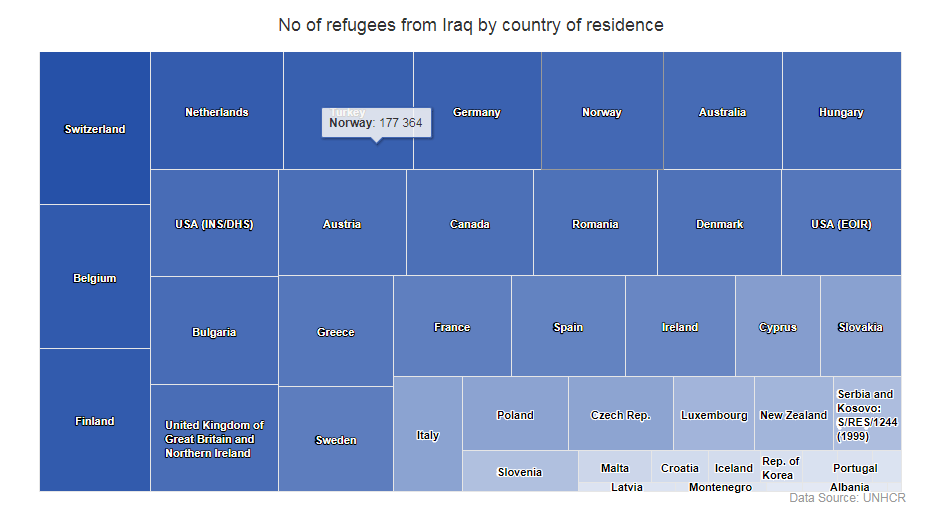 No of refugees from Iraq by country of residence
Switzerland
Netherlands
Turkey
Germany
Norway
Australia
Hungary
Norway: 177 364
USA (INS/DHS)
Austria
Canada
Romania
Denmark
USA (EOIR)
Belgium
Bulgaria
Greece
France
Spain
Ireland
Cyprus
Slovakia
Finland
United Kingdom of
Great Britain and
Northern Ireland
Sweden
Italy
Poland
Czech Rep.
Luxembourg
New Zealand
Serbia and
Kosovo:
S/RES/1244
(1999)
Slovenia
Malta
Croatia
Iceland
Rep. of
Korea
Portugal
Latvia
Montenegro
Albania
Data Source: UNHCR